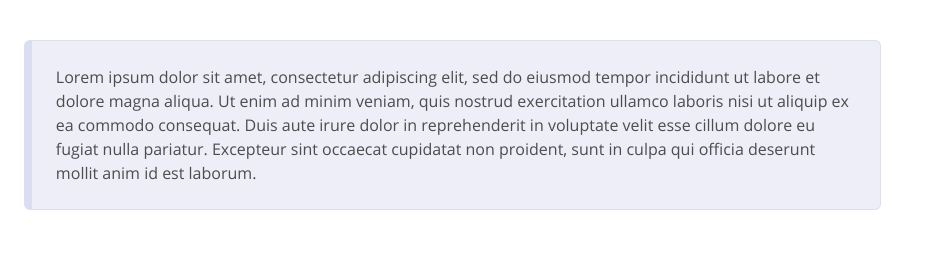 Lorem ipsum dolor sit amet, consectetur adipiscing elit, sed do eiusmod tempor incididunt ut labore et
dolore magna aliqua. Ut enim ad minim veniam, quis nostrud exercitation ullamco laboris nisi ut aliquip ex
ea commodo consequat. Duis aute irure dolor in reprehenderit in voluptate velit esse cillum dolore eu
fugiat nulla pariatur. Excepteur sint occaecat cupidatat non proident, sunt in culpa qui officia deserunt
mollit anim id est laborum.